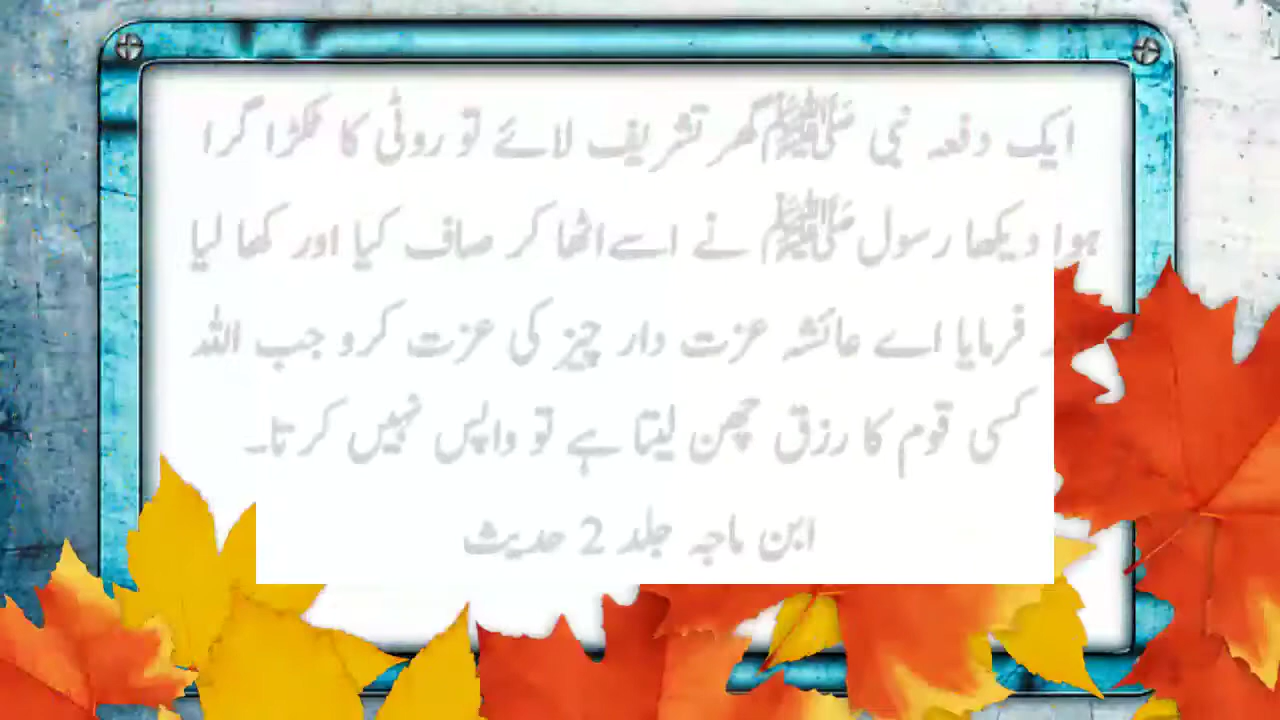 ایک دفعہ نبی ﷺ گھر تشریف لائے تو روٹی کا ٹکڑا گرا
ہوا دیکھا رسول ﷺ نے اسے اٹھا کر صاف کیا اور کھا لیا
فرمایا اے عائشہ عزت دار چیز کی عزت کرو جب اللہ
کسی قوم کا رزق چھن لیتا ہے تو واپس نہیں کرتا۔
ابن ماجہ جلد 2 حدیث